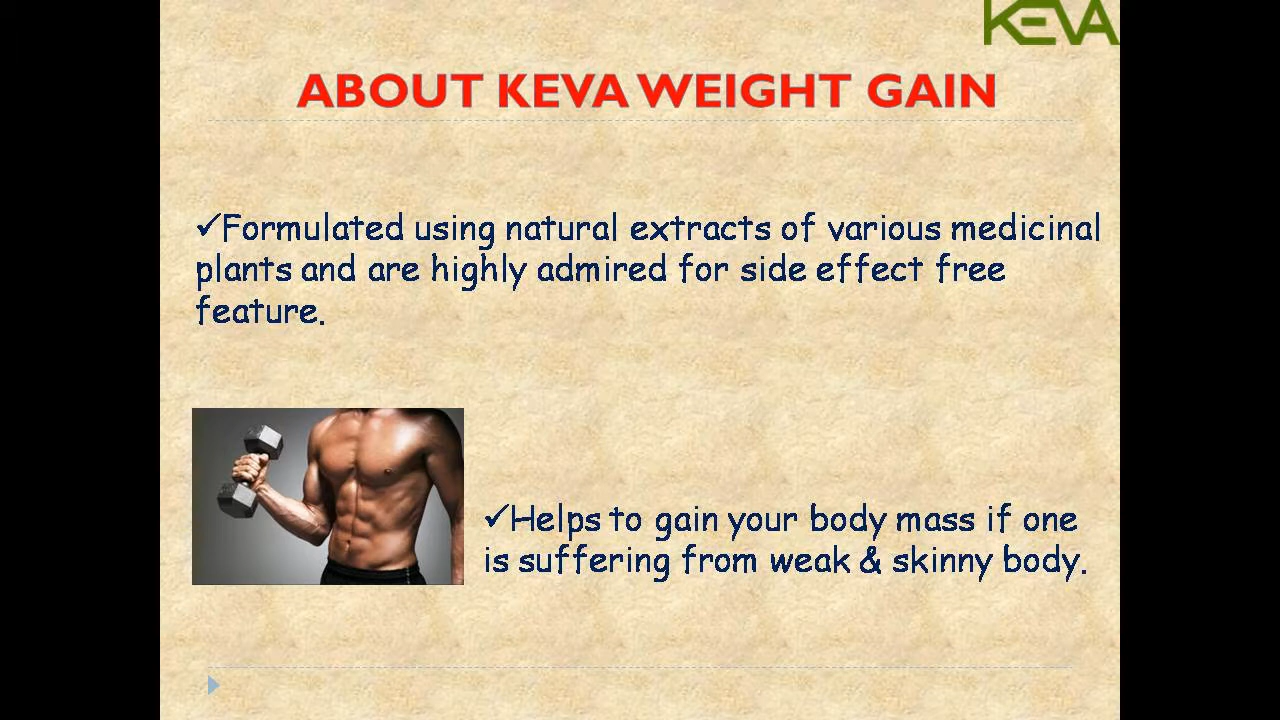 KEVA
ABOUT KEVA WEIGHT GAIN
✓Formulated using natural extracts of various medicinal
plants and are highly admired for side effect free
feature.
✓Helps to gain your body mass if one
is suffering from weak & skinny body.